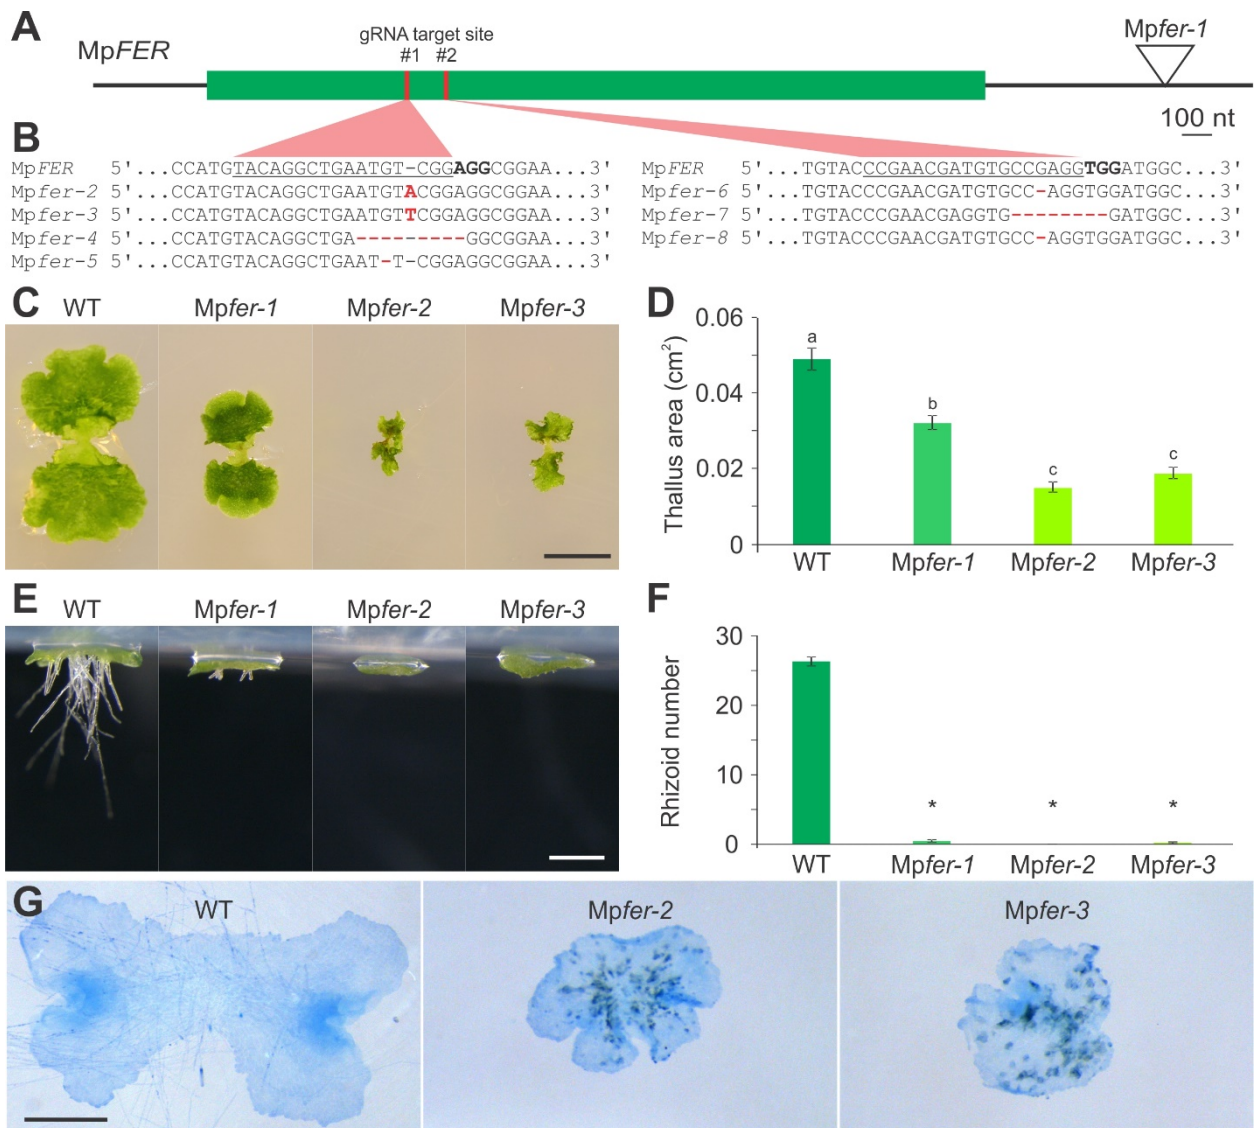 A
MpFER
gRNA target site
#1 #2
Mpfer-1
100 nt
B
MpFER 5'...CCATGTACAGGCTGAATGT-CGGAGGCGGAA...3'
Mpfer-2 5'...CCATGTACAGGCTGAATGTACGGAGGCGGAA...3'
Mpfer-3 5'...CCATGTACAGGCTGAATGTTCGGAGGCGGAA...3'
Mpfer-4 5'...CCATGTACAGGCTGA---------GGCGGAA...3'
Mpfer-5 5'...CCATGTACAGGCTGAAT-T-CGGAGGCGGAA...3'
MpFER 5'...TGTACCCGAACGATGTGCCGAGGTGGATGGC...3'
Mpfer-6 5'...TGTACCCGAACGATGTGCC-AGGTGGATGGC...3'
Mpfer-7 5'...TGTACCCGAACGAGGTG--------GATGGC...3'
Mpfer-8 5'...TGTACCCGAACGATGTGCC-AGGTGGATGGC...3'
C
WT Mpfer-1 Mpfer-2 Mpfer-3
D
Thallus area (cm²)
0.06
0.04
0.02
0
a
b
c
c
WT Mpfer-1 Mpfer-2 Mpfer-3
E
WT Mpfer-1 Mpfer-2 Mpfer-3
F
Rhizoid number
30
20
10
0
* * *
WT Mpfer-1 Mpfer-2 Mpfer-3
G
WT Mpfer-2 Mpfer-3